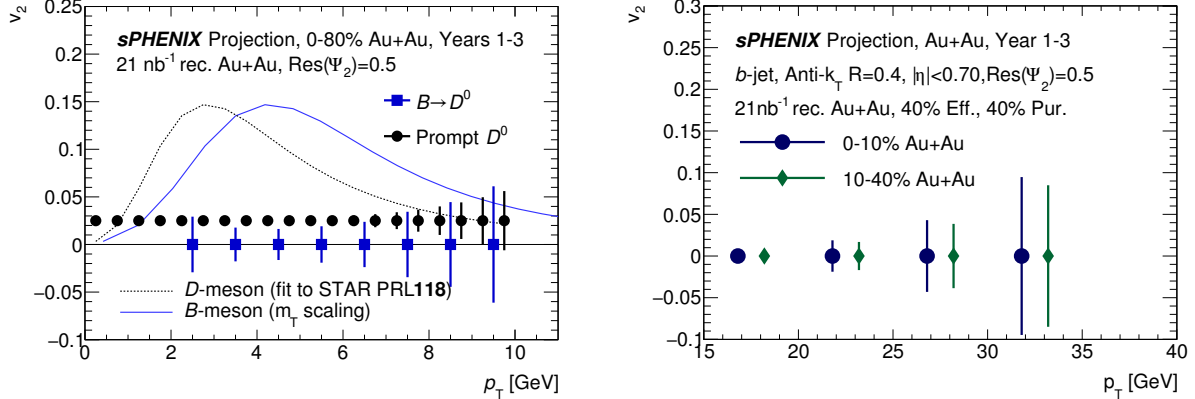 v₂
0.25
0.2
0.15
0.1
0.05
0
−0.05
−0.1
sPHENIX Projection, 0-80% Au+Au, Years 1-3
21 nb⁻¹ rec. Au+Au, Res(Ψ₂)=0.5
B→D⁰
Prompt D⁰
D-meson (fit to STAR PRL118)
B-meson (m_T scaling)
0 2 4 6 8 10
p_T [GeV]
v₂
0.3
0.25
0.2
0.15
0.1
0.05
0
−0.05
−0.1
sPHENIX Projection, Au+Au, Year 1-3
b-jet, Anti-k_T R=0.4, |η|<0.70,Res(Ψ₂)=0.5
21nb⁻¹ rec. Au+Au, 40% Eff., 40% Pur.
0-10% Au+Au
10-40% Au+Au
15 20 25 30 35 40
p_T [GeV]